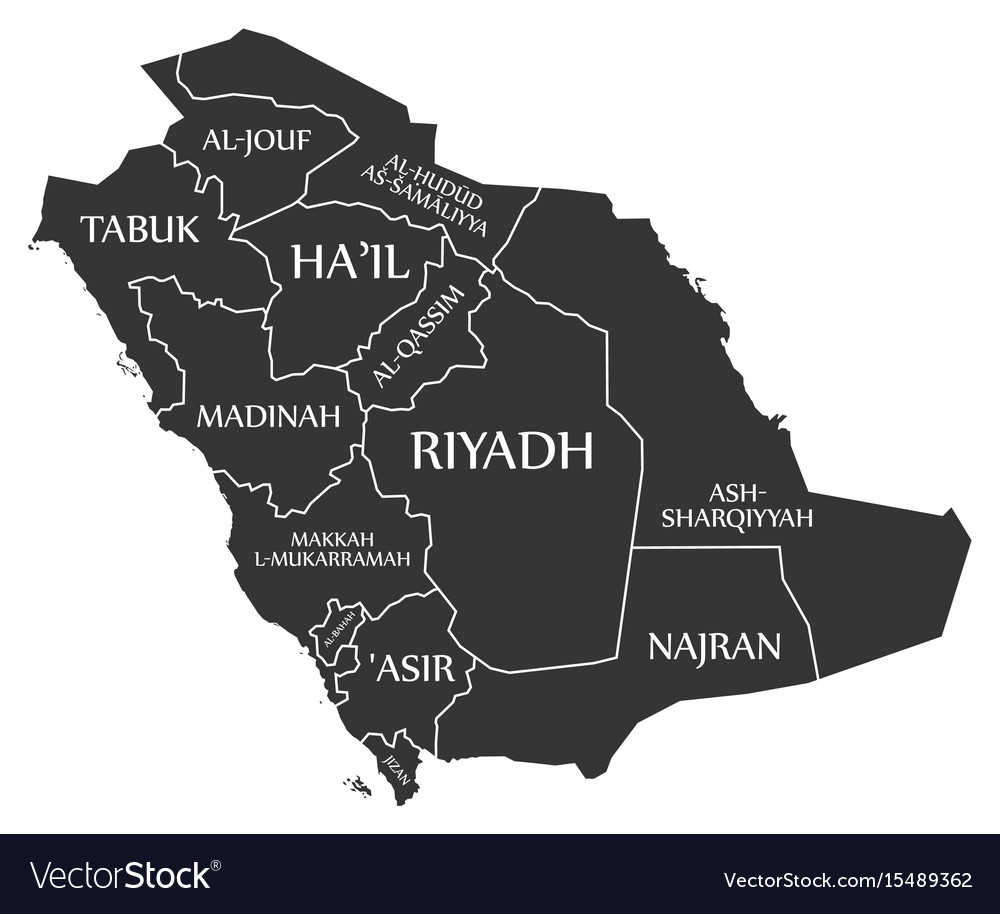 AL-JOUF
AL-HUDŪD
AŠ-ŠAMĀLIYYA
TABUK
HA’IL
AL-QASSIM
MADINAH
RIYADH
ASH-
SHARQIYYAH
MAKKAH
L-MUKARRAMAH
AL-BAHAH
'ASIR
NAJRAN
JIZAN
VectorStock®
VectorStock.com/15489362